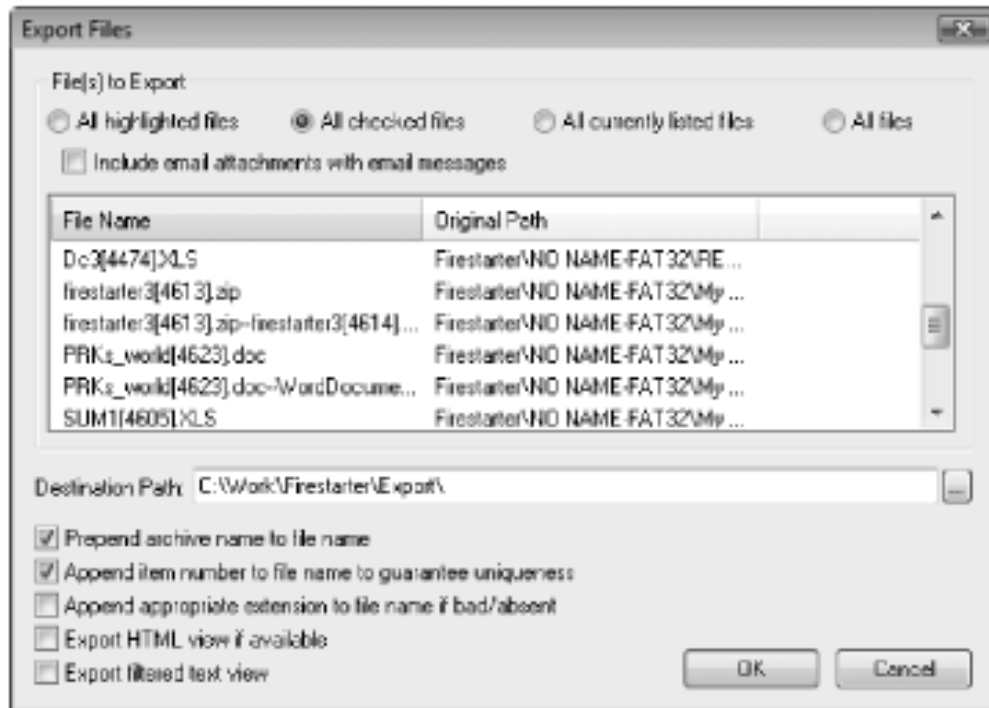 Export Files
File(s) to Export
All highlighted files All checked files All currently listed files All files
Include email attachments with email messages
File Name Original Path
Dc3[4474].XLS Firestarter\NO NAME-FAT32\RE...
firestarter3[4613].zip Firestarter\NO NAME-FAT32\My ...
firestarter3[4613].zip-firestarter3[4614].... Firestarter\NO NAME-FAT32\My ...
PRKs_world[4623].doc Firestarter\NO NAME-FAT32\My ...
PRKs_world[4623].doc-WordDocume... Firestarter\NO NAME-FAT32\My ...
SUM1[4605].XLS Firestarter\NO NAME-FAT32\My ...
Destination Path: C:\Work\Firestarter\Export\ ...
Prepend archive name to file name
Append item number to file name to guarantee uniqueness
Append appropriate extension to file name if bad/absent
Export HTML view if available
Export filtered text view
OK Cancel